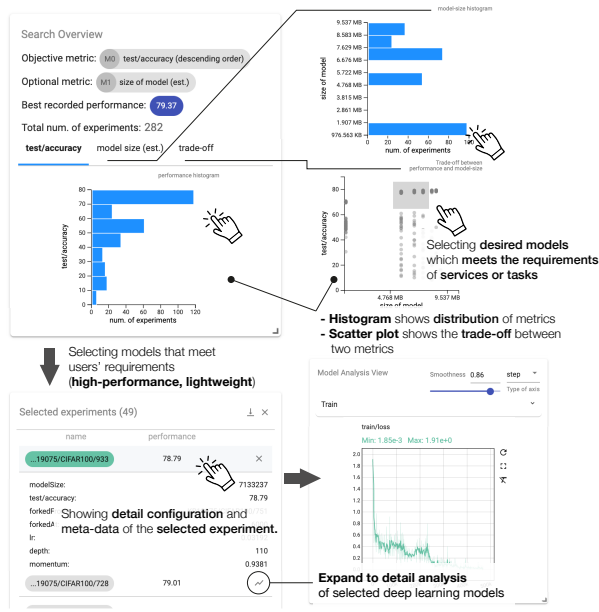 Search Overview
Objective metric: M0 test/accuracy (descending order)
Optional metric: M1 size of model (est.)
Best recorded performance: 79.37
Total num. of experiments: 282
test/accuracy model size (est.) trade-off
performance histogram
80
70
60
50
40
30
20
10
0
test/accuracy
0 20 40 60 80 100 120
num. of experiments
model-size histogram
9.537 MB
8.583 MB
7.629 MB
6.676 MB
5.722 MB
4.768 MB
3.815 MB
2.861 MB
1.907 MB
976.563 KB
size of model
0 20 40 60 80
num. of experiments
Trade-off between
performance and model-size
80
60
40
20
0
test/accuracy
4.768 MB 9.537 MB
size of model
Selecting desired models
which meets the requirements
of services or tasks
- Histogram shows distribution of metrics
- Scatter plot shows the trade-off between
two metrics
Selecting models that meet
users' requirements
(high-performance, lightweight)
Selected experiments (49)
name performance
...19075/CIFAR100/933 78.79
modelSize: 7133237
test/accuracy: 78.79
forkedF
forkedA
lr:
depth: 110
momentum: 0.9381
Showing detail configuration and
meta-data of the selected experiment.
...19075/CIFAR100/728 79.01
Model Analysis View
Smoothness 0.86 step
Type of axis
Train
train/loss
Min: 1.85e-3 Max: 1.91e+0
2.0
1.8
1.6
1.4
1.2
1.0
0.8
0.6
0.4
0.2
Expand to detail analysis
of selected deep learning models